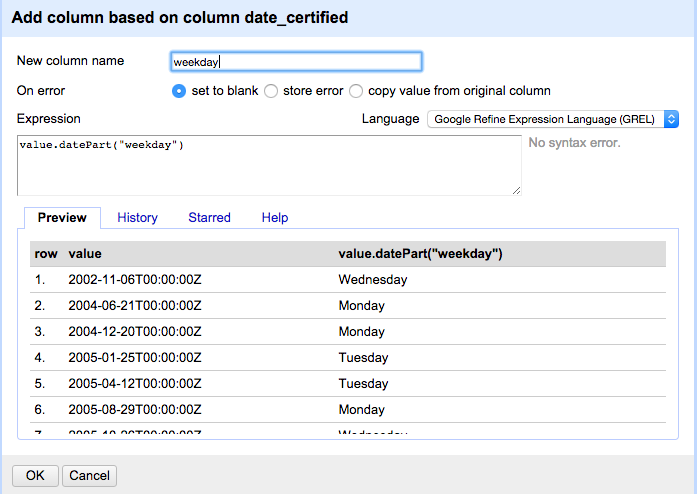 Add column based on column date_certified
New column name weekday
On error set to blank store error copy value from original column
Expression Language Google Refine Expression Language (GREL)
value.datePart("weekday") No syntax error.
Preview History Starred Help
row value value.datePart("weekday")
1. 2002-11-06T00:00:00Z Wednesday
2. 2004-06-21T00:00:00Z Monday
3. 2004-12-20T00:00:00Z Monday
4. 2005-01-25T00:00:00Z Tuesday
5. 2005-04-12T00:00:00Z Tuesday
6. 2005-08-29T00:00:00Z Monday
OK Cancel